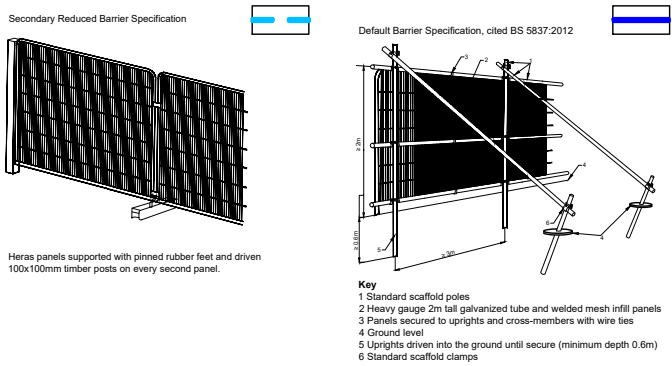 Secondary Reduced Barrier Specification
Heras panels supported with pinned rubber feet and driven
100x100mm timber posts on every second panel.
Default Barrier Specification, cited BS 5837:2012
3
2
1
≥ 2m
4
≥ 0.6m
5
≥ 3m
6
4
Key
1 Standard scaffold poles
2 Heavy gauge 2m tall galvanized tube and welded mesh infill panels
3 Panels secured to uprights and cross-members with wire ties
4 Ground level
5 Uprights driven into the ground until secure (minimum depth 0.6m)
6 Standard scaffold clamps